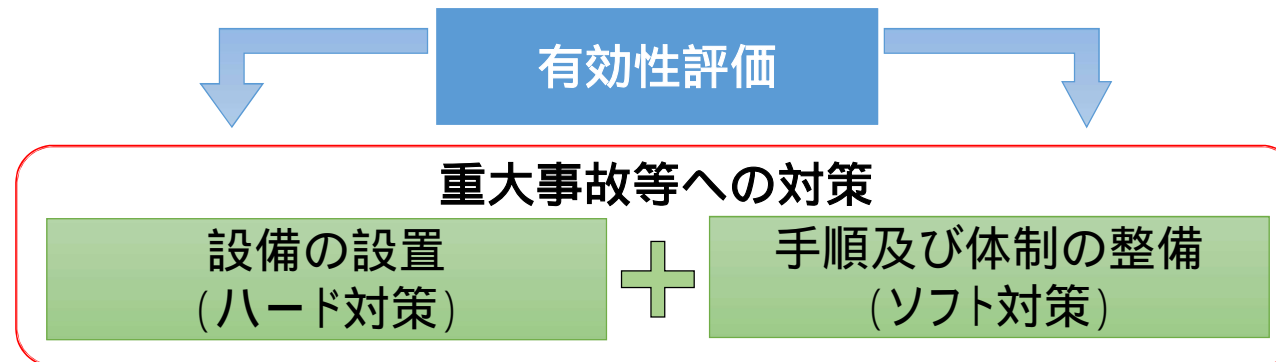 有効性評価
重大事故等への対策
設備の設置
(ハード対策)
手順及び体制の整備
(ソフト対策)